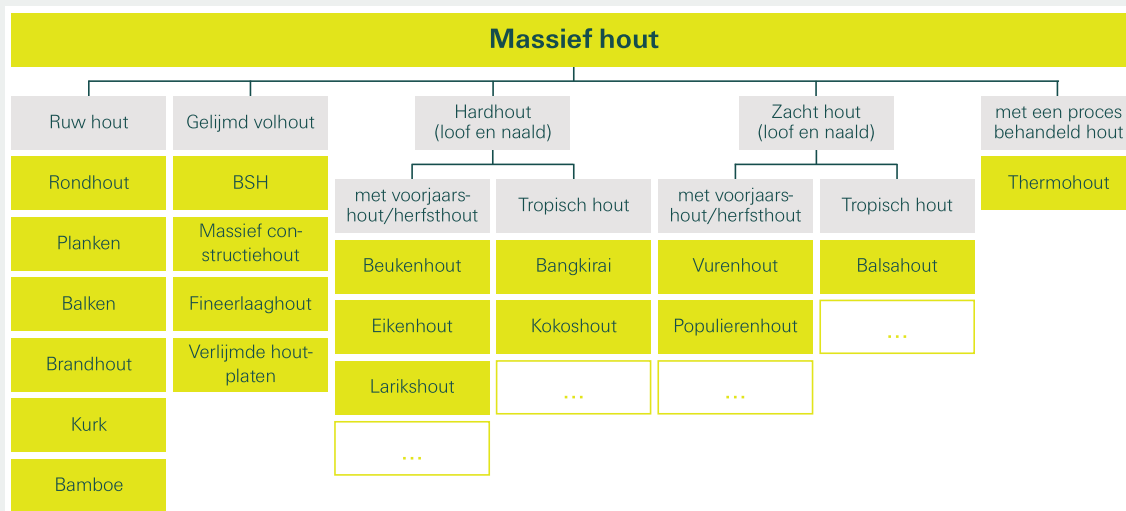 Massief hout
Ruw hout
Rondhout
Planken
Balken
Brandhout
Kurk
Bamboe
Gelijmd volhout
BSH
Massief con-
structiehout
Fineerlaaghout
Verlijmde hout-
platen
Hardhout
(loof en naald)
met voorjaars-
hout/herfsthout
Beukenhout
Eikenhout
Larikshout
...
Tropisch hout
Bangkirai
Kokoshout
...
Zacht hout
(loof en naald)
met voorjaars-
hout/herfsthout
Vurenhout
Populierenhout
...
Tropisch hout
Balsahout
...
met een proces
behandeld hout
Thermohout